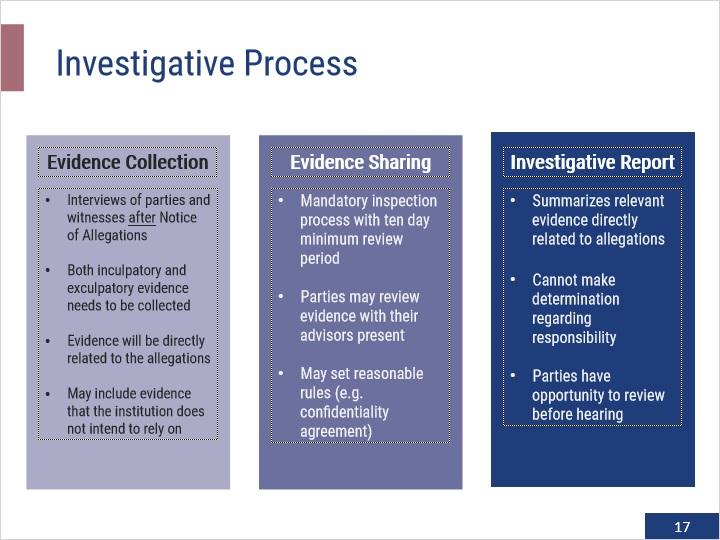 Investigative Process
Evidence Collection
• Interviews of parties and
witnesses after Notice
of Allegations
• Both inculpatory and
exculpatory evidence
needs to be collected
• Evidence will be directly
related to the allegations
• May include evidence
that the institution does
not intend to rely on
Evidence Sharing
• Mandatory inspection
process with ten day
minimum review
period
• Parties may review
evidence with their
advisors present
• May set reasonable
rules (e.g.
confidentiality
agreement)
Investigative Report
• Summarizes relevant
evidence directly
related to allegations
• Cannot make
determination
regarding
responsibility
• Parties have
opportunity to review
before hearing
17